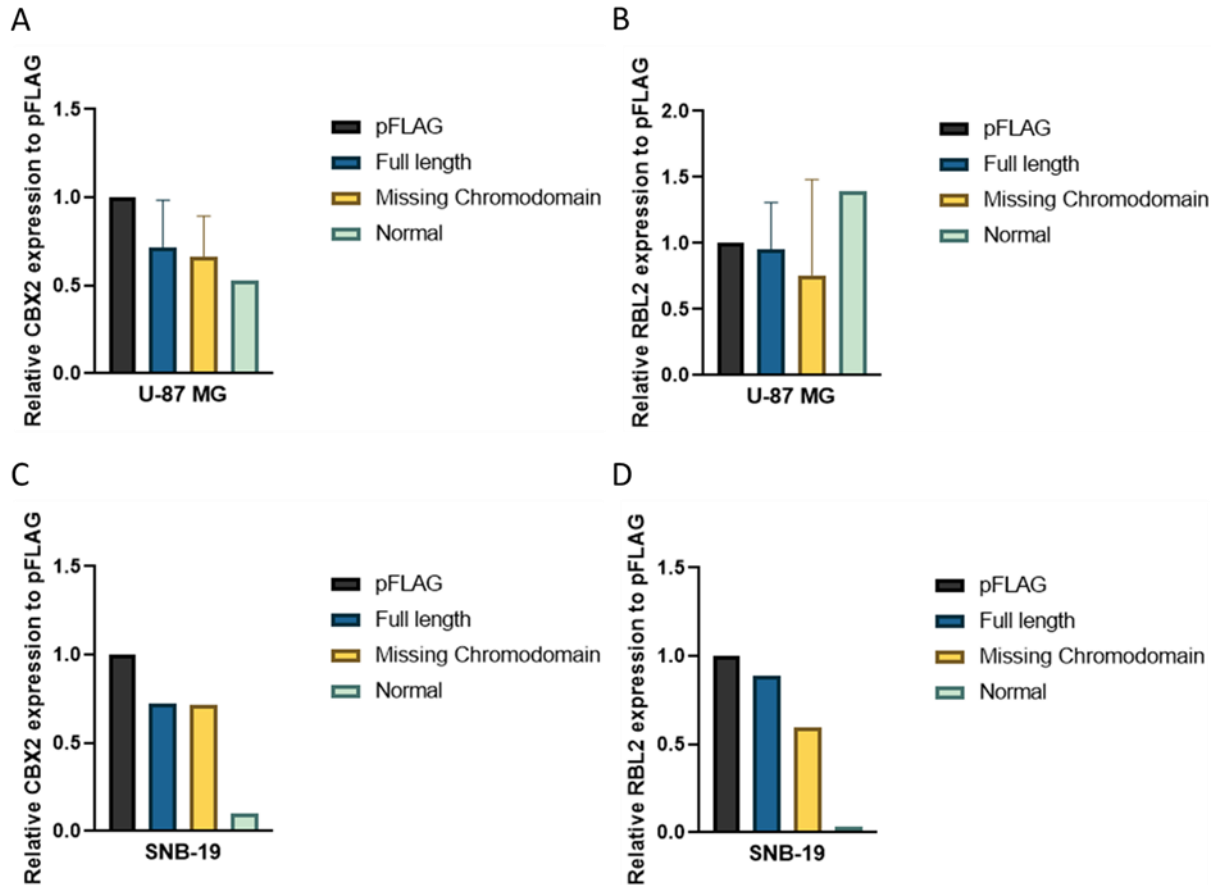 A
Relative CBX2 expression to pFLAG
1.5
1.0
0.5
0.0
U-87 MG
pFLAG
Full length
Missing Chromodomain
Normal
B
Relative RBL2 expression to pFLAG
2.0
1.5
1.0
0.5
0.0
U-87 MG
pFLAG
Full length
Missing Chromodomain
Normal
C
Relative CBX2 expression to pFLAG
1.5
1.0
0.5
0.0
SNB-19
pFLAG
Full length
Missing Chromodomain
Normal
D
Relative RBL2 expression to pFLAG
1.5
1.0
0.5
0.0
SNB-19
pFLAG
Full length
Missing Chromodomain
Normal